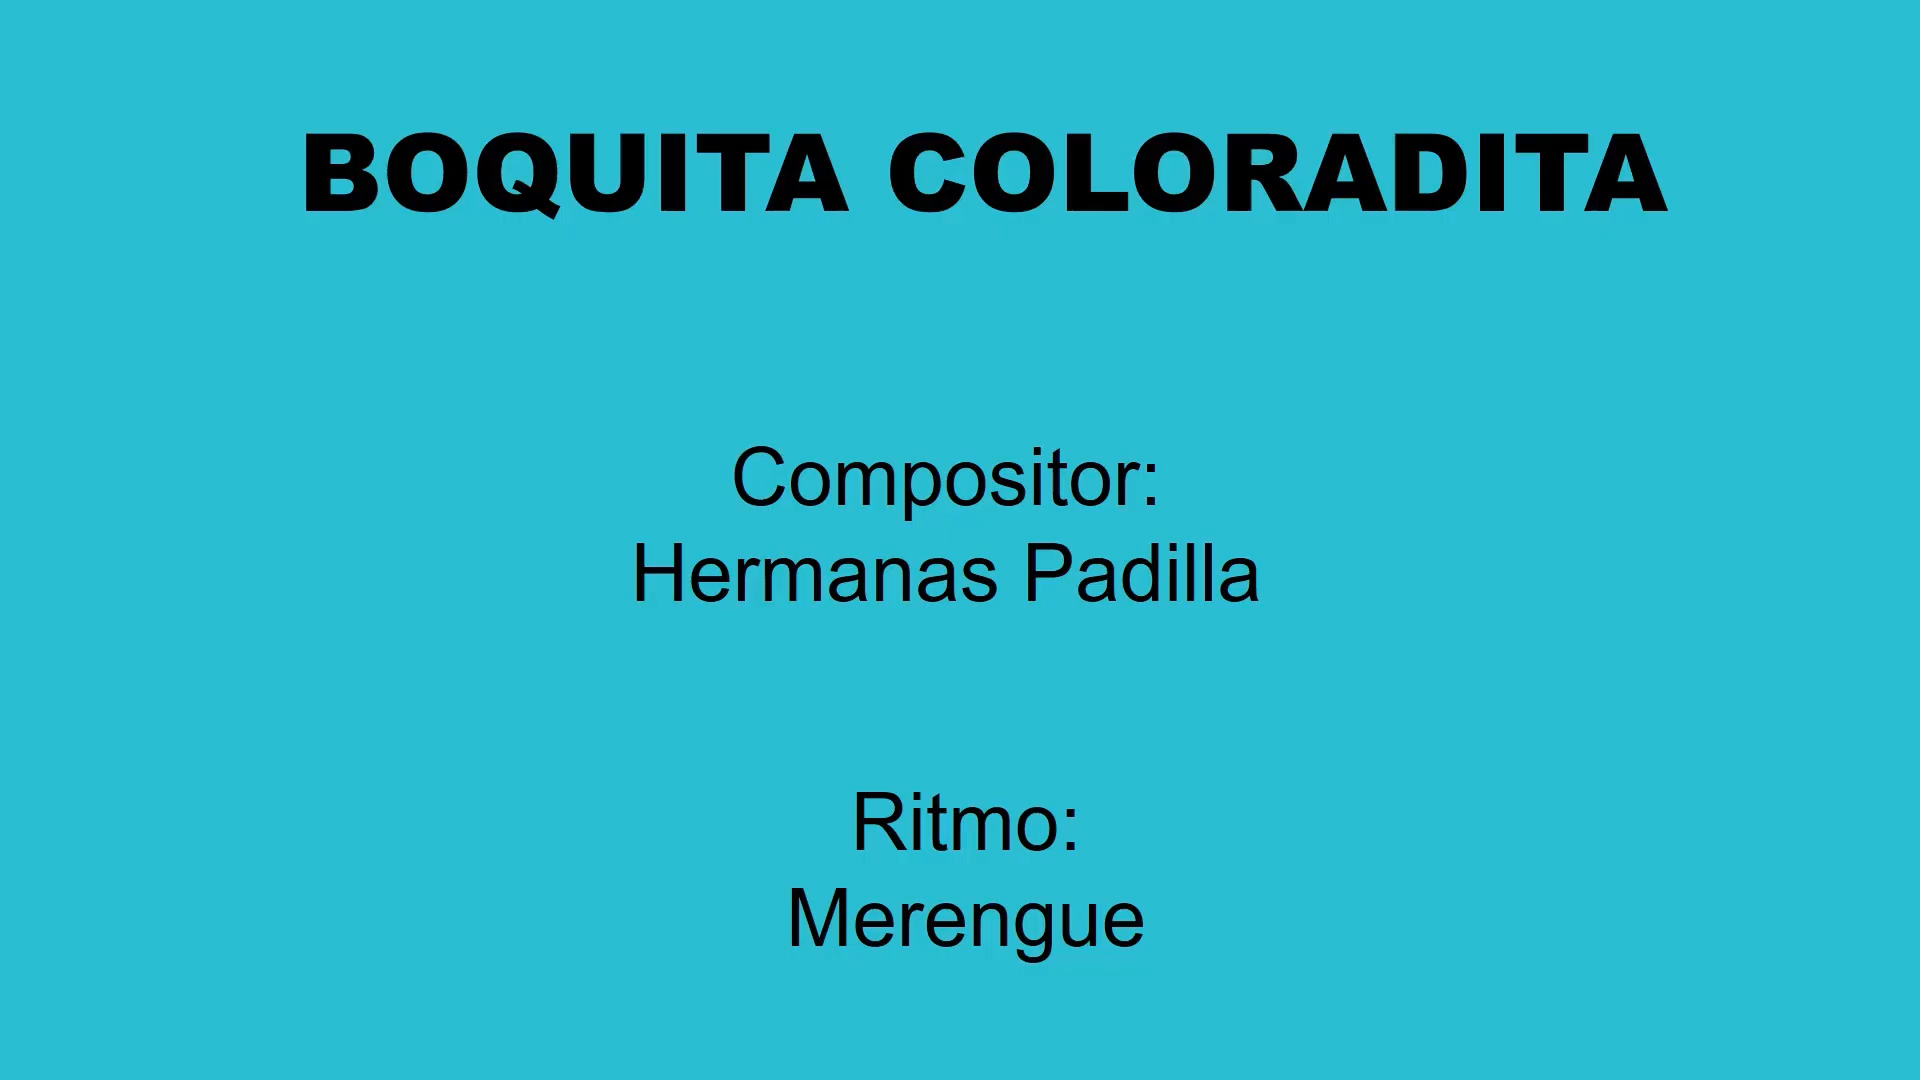 BOQUITA COLORADITA
Compositor:
Hermanas Padilla
Ritmo:
Merengue